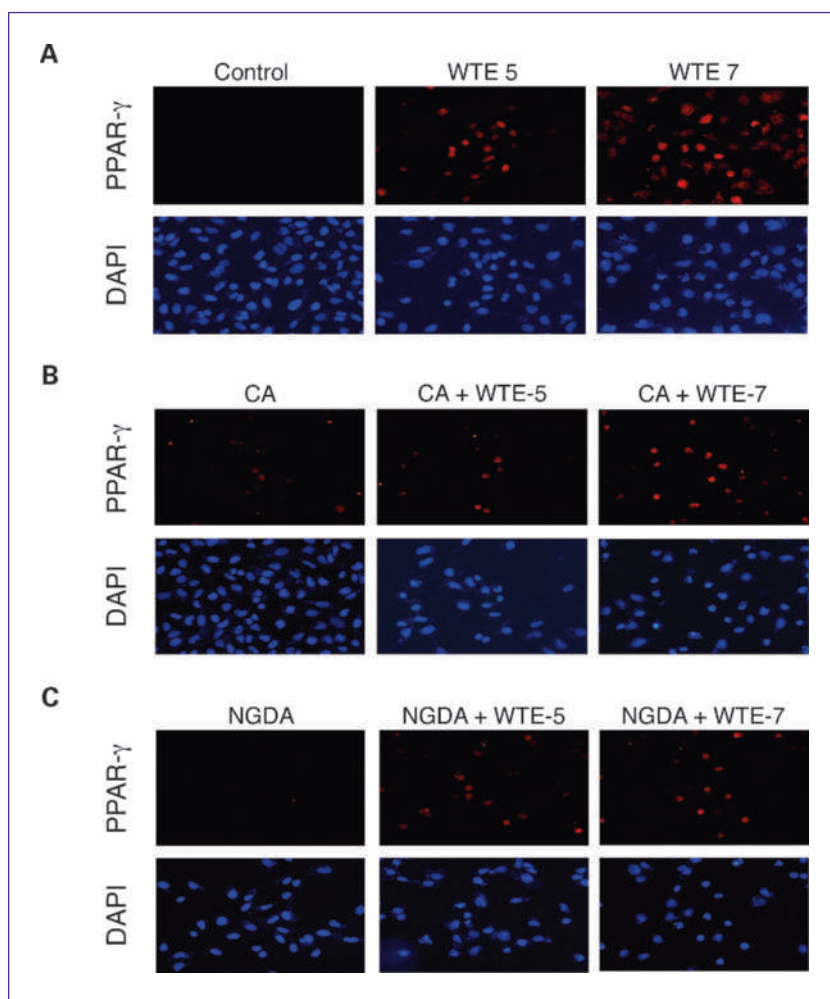 A
Control WTE 5 WTE 7
PPAR-γ
DAPI
B
CA CA + WTE-5 CA + WTE-7
PPAR-γ
DAPI
C
NGDA NGDA + WTE-5 NGDA + WTE-7
PPAR-γ
DAPI